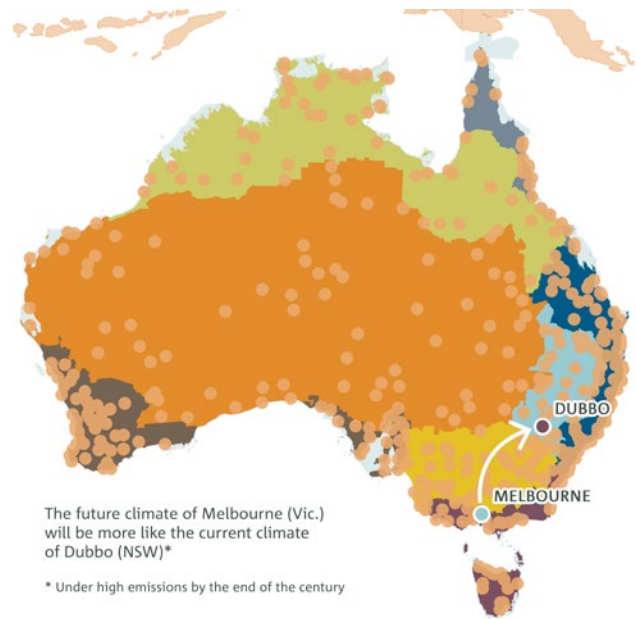 DUBBO
MELBOURNE
The future climate of Melbourne (Vic.)
will be more like the current climate
of Dubbo (NSW)*
* Under high emissions by the end of the century